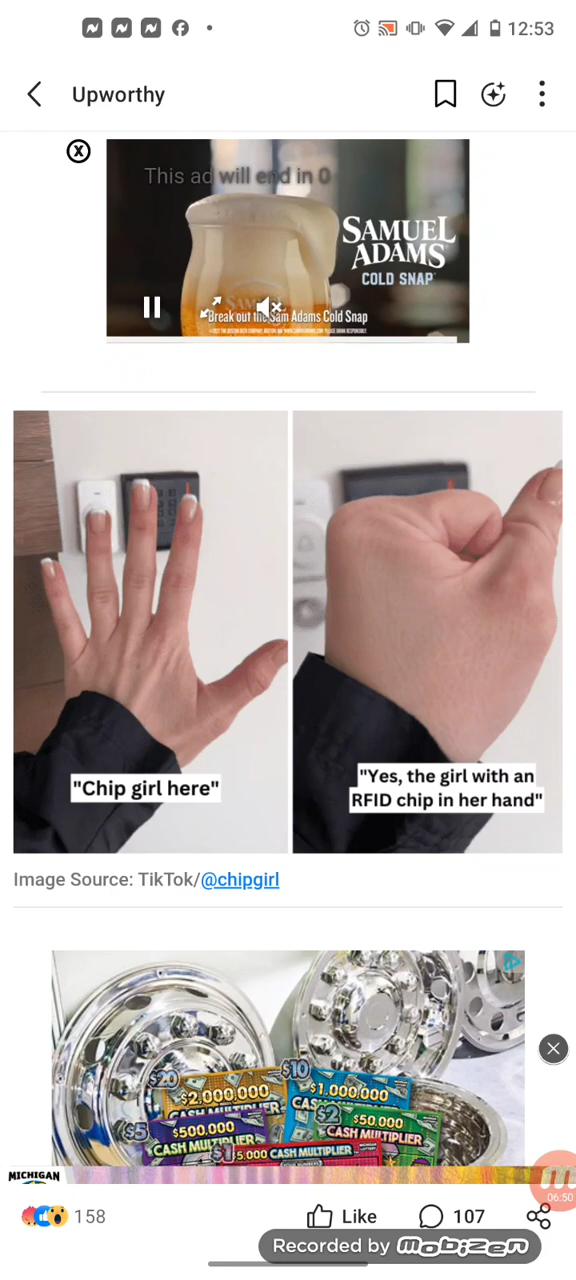 12:53
Upworthy
This ad will end in 0
SAMUEL
ADAMS
COLD SNAP
Break out the Sam Adams Cold Snap
"Chip girl here"
"Yes, the girl with an
RFID chip in her hand"
Image Source: TikTok/@chipgirl
$20
$2,000,000
CASH MULTIPLIER
$10
$1,000,000
$5
$500,000
CASH MULTIPLIER
$2
$50,000
CASH MULTIPLIER
$1
$5,000 CASH MULTIPLIER
MICHIGAN
06:50
158
Like
107
Recorded by mobizen